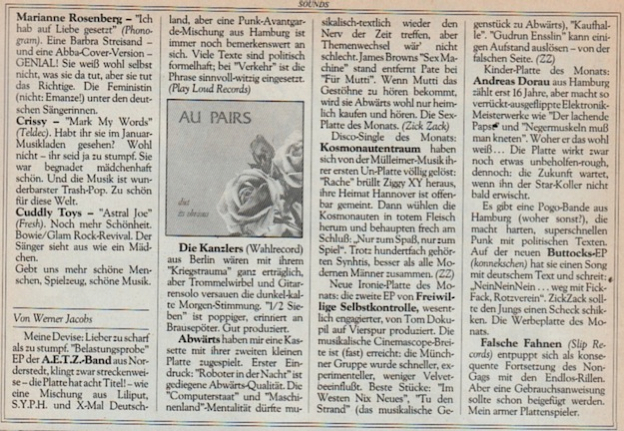 SOUNDS
Marianne Rosenberg – "Ich
hab auf Liebe gesetzt" (Phono-
gram). Eine Barbra Streisand –
und eine Abba-Cover-Version –
GENIAL! Sie weiß wohl selbst
nicht, was sie da tut, aber sie tut
das Richtige. Die Feministin
(nicht: Emanze!) unter den deut-
schen Sängerinnen.
Crissy – "Mark My Words"
(Teldec). Habt ihr sie im Januar-
Musikladen gesehen? Wohl
nicht – ihr seid ja zu stumpf. Sie
war begnadet mädchenhaft
schön. Und die Musik ist wun-
derbarster Trash-Pop. Zu schön
für diese Welt.
Cuddly Toys – "Astral Joe"
(Fresh). Noch mehr Schönheit.
Bowie/Glam Rock-Revival. Der
Sänger sieht aus wie ein Mäd-
chen.
Gebt uns mehr schöne Men-
schen, Spielzeug, schöne Musik.
Von Werner Jacobs
Meine Devise: Lieber zu scharf
als zu stumpf. "Belastungsprobe"
EP der A.E.T.Z.-Band aus Nor-
derstedt, klingt zwar streckenwei-
se – die Platte hat acht Titel! – wie
eine Mischung aus Liliput,
S.Y.P.H. und X-Mal Deutsch-
land, aber eine Punk-Avantgar-
de-Mischung aus Hamburg ist
immer noch bemerkenswert an
sich. Viele Texte sind politisch
formelhaft; bei "Verkehr" ist die
Phrase sinnvoll-witzig eingesetzt.
(Play Loud Records)
AU PAIRS
diet
its obvious
Die Kanzlers (Wahlrecord)
aus Berlin wären mit ihrem
"Kriegstrauma" ganz erträglich,
aber Trommelwirbel und Gitar-
rensolo versauen die dunkel-kal-
te Morgen-Stimmung. "1/2 Sie-
ben" ist poppiger, erinnert an
Brausepöter. Gut produziert.
Abwärts haben mir eine Kas-
sette mit ihrer zweiten kleinen
Platte zugespielt. Erster Ein-
druck: "Roboter in der Nacht" ist
gediegene Abwärts-Qualität. Die
"Computerstaat" und "Maschi-
nenland"-Mentalität dürfte mu-
sikalisch-textlich wieder den
Nerv der Zeit treffen, aber
Themenwechsel wär' nicht
schlecht. James Browns "Sex Ma-
chine" stand entfernt Pate bei
"Für Mutti". Wenn Mutti das
Gestöhne zu hören bekommt,
wird sie Abwärts wohl nur heim-
lich kaufen und hören. Die Sex-
Platte des Monats. (Zick Zack)
Disco-Single des Monats:
Kosmonautentraum haben
sich von der Mülleimer-Musik ih-
rer ersten Un-Platte völlig gelöst:
"Rache" brüllt Ziggy XY heraus,
ihre Heimat Hannover ist offen-
bar gemeint. Dann wühlen die
Kosmonauten in totem Fleisch
herum und behaupten frech am
Schluß: „Nur zum Spaß, nur zum
Spiel". Trotz hundertfach gehör-
ten Synhtis, besser als alle Mo-
dernen Männer zusammen. (ZZ)
Neue Ironie-Platte des Mo-
nats: die zweite EP von Freiwil-
lige Selbstkontrolle, wesent-
lich engagierter, von Tom Doku-
pil auf Vierspur produziert. Die
musikalische Cinemascope-Brei-
te ist (fast) erreicht: die Münch-
ner Gruppe wurde schneller, ex-
perimenteller, weniger Velvet-
beeinflußt. Beste Stücke: "Im
Westen Nix Neues", "Tu den
Strand" (das musikalische Ge-
genstück zu Abwärts), "Kaufhal-
le". "Gudrun Ensslin" kann eini-
gen Aufstand auslösen – von der
falschen Seite. (ZZ)
Kinder-Platte des Monats:
Andreas Dorau aus Hamburg
zählt erst 16 Jahre, aber macht so
verrückt-ausgeflippte Elektronik-
Meisterwerke wie "Der lachende
Papst" und "Negermuskeln muß
man kneten". Woher er das wohl
weiß... Die Platte wirkt zwar
noch etwas unbeholfen-rough,
dennoch: die Zukunft wartet,
wenn ihn der Star-Koller nicht
bald erwischt.
Es gibt eine Pogo-Bande aus
Hamburg (woher sonst!), die
macht harten, superschnellen
Punk mit politischen Texten.
Auf der neuen Buttocks-EP
(konnekschen) hat sie einen Song
mit deutschem Text und schreit:
„NeinNeinNein... weg mit Fick-
Fack, Rotzverein". ZickZack soll-
te den Jungs einen Scheck schik-
ken. Die Werbeplatte des Mo-
nats.
Falsche Fahnen (Slip Re-
cords) entpuppt sich als konse-
quente Fortsetzung des Non-
Gags mit den Endlos-Rillen.
Aber eine Gebrauchsanweisung
sollte schon beigefügt werden.
Mein armer Plattenspieler.